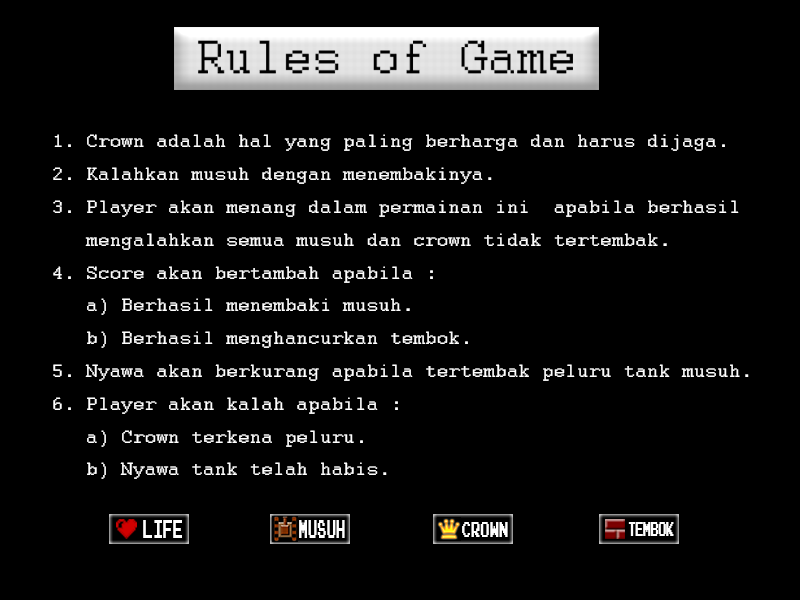 Rules of Game
1. Crown adalah hal yang paling berharga dan harus dijaga.
2. Kalahkan musuh dengan menembakinya.
3. Player akan menang dalam permainan ini  apabila berhasil
mengalahkan semua musuh dan crown tidak tertembak.
4. Score akan bertambah apabila :
a) Berhasil menembaki musuh.
b) Berhasil menghancurkan tembok.
5. Nyawa akan berkurang apabila tertembak peluru tank musuh.
6. Player akan kalah apabila :
a) Crown terkena peluru.
b) Nyawa tank telah habis.
LIFE MUSUH CROWN TEMBOK